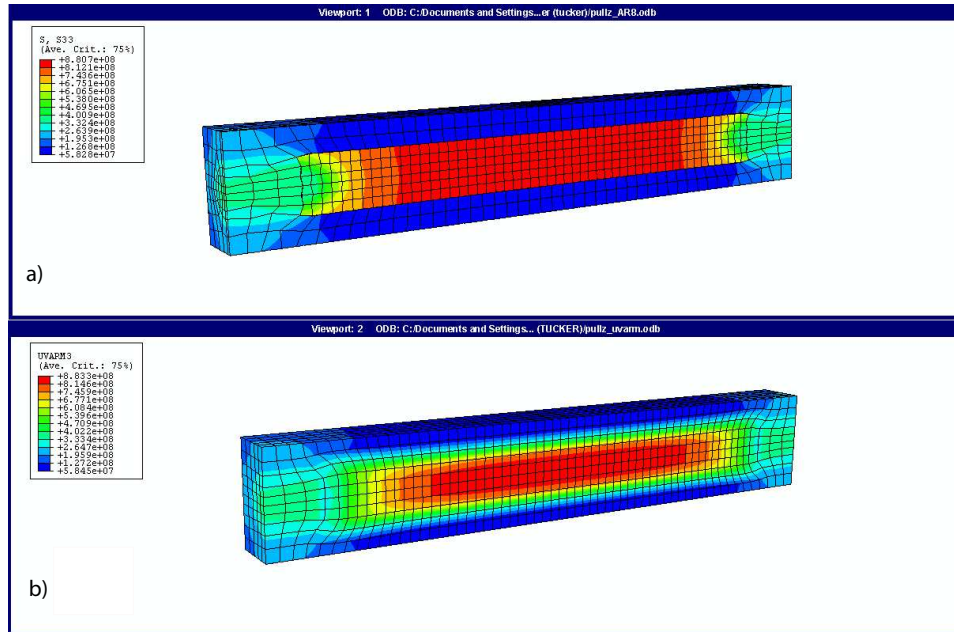 Viewport: 1 ODB: C:/Documents and Settings...er (tucker)/pullz_AR8.odb
S, S33
(Ave. Crit.: 75%)
+8.807e+08
+8.121e+08
+7.436e+08
+6.751e+08
+6.065e+08
+5.380e+08
+4.695e+08
+4.009e+08
+3.324e+08
+2.639e+08
+1.953e+08
+1.268e+08
+5.828e+07
a)
Viewport: 2 ODB: C:/Documents and Settings... (TUCKER)/pullz_uvarm.odb
UVARM3
(Ave. Crit.: 75%)
+8.833e+08
+8.146e+08
+7.459e+08
+6.771e+08
+6.084e+08
+5.396e+08
+4.709e+08
+4.022e+08
+3.334e+08
+2.647e+08
+1.959e+08
+1.272e+08
+5.845e+07
b)